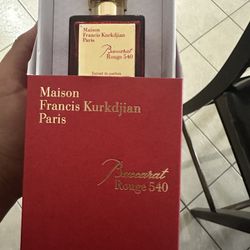 Maison
Francis Kurkdjian
Paris
Baccarat
Rouge 540
Extrait de parfum
Maison
Francis Kurkdjian
Paris
Baccarat
Rouge 540